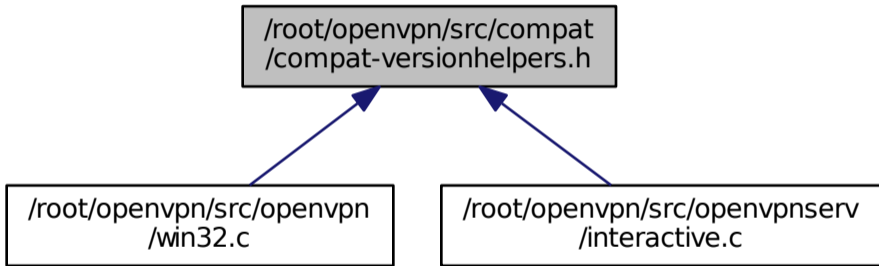 /root/openvpn/src/compat
/compat-versionhelpers.h
/root/openvpn/src/openvpn
/win32.c
/root/openvpn/src/openvpnserv
/interactive.c